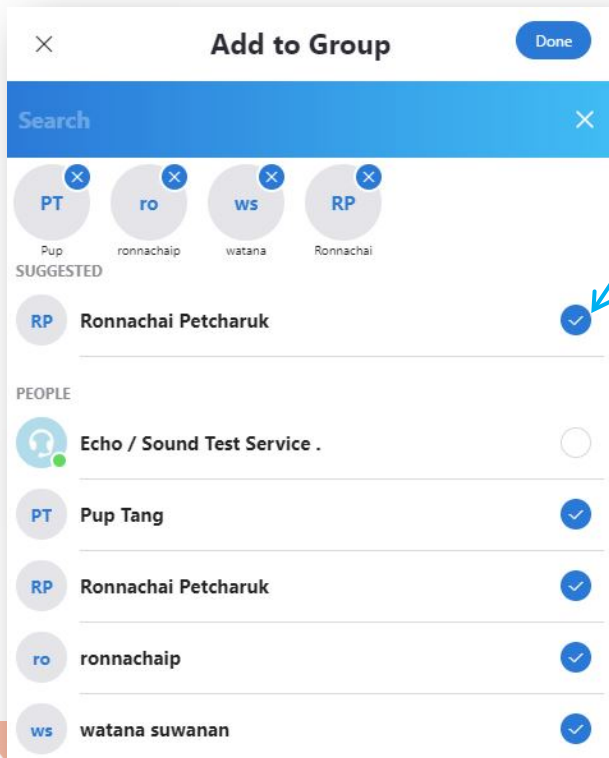 Add to Group
Done
Search
PT ro ws RP
Pup ronnachaip watana Ronnachai
SUGGESTED
RP Ronnachai Petcharuk
PEOPLE
Echo / Sound Test Service .
PT Pup Tang
RP Ronnachai Petcharuk
ro ronnachaip
ws watana suwanan